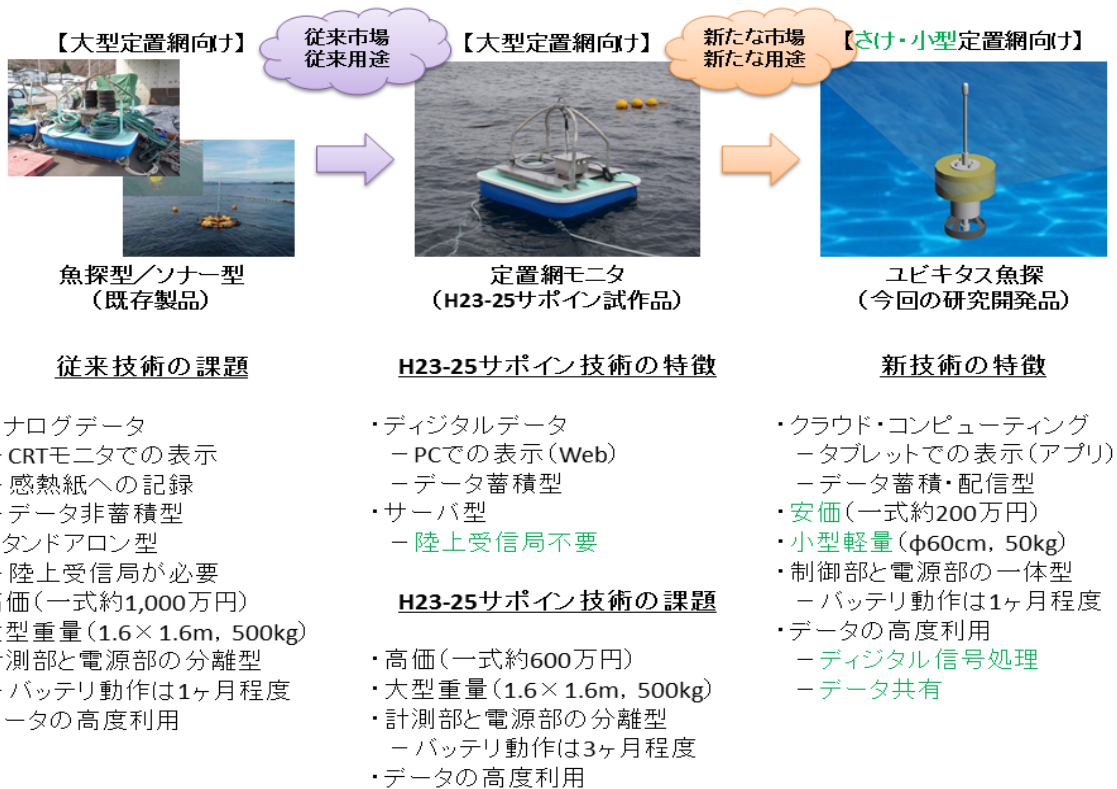 【大型定置網向け】
従来市場
従来用途
【大型定置網向け】
新たな市場
新たな用途
【さけ・小型定置網向け】
魚探型／ソナー型
（既存製品）
定置網モニタ
（H23-25サポイン試作品）
ユビキタス魚探
（今回の研究開発品）
従来技術の課題
ナログデータ
－CRTモニタでの表示
－感熱紙への記録
－データ非蓄積型
タンドアロン型
－陸上受信局が必要
価（一式約1,000万円）
型重量（1.6×1.6m，500kg）
測部と電源部の分離型
－バッテリ動作は1ヶ月程度
ータの高度利用
H23-25サポイン技術の特徴
・ディジタルデータ
－PCでの表示（Web）
－データ蓄積型
・サーバ型
－陸上受信局不要
H23-25サポイン技術の課題
・高価（一式約600万円）
・大型重量（1.6×1.6m，500kg）
・計測部と電源部の分離型
－バッテリ動作は3ヶ月程度
・データの高度利用
新技術の特徴
・クラウド・コンピューティング
－タブレットでの表示（アプリ）
－データ蓄積・配信型
・安価（一式約200万円）
・小型軽量（φ60cm，50kg）
・制御部と電源部の一体型
－バッテリ動作は1ヶ月程度
・データの高度利用
－ディジタル信号処理
－データ共有